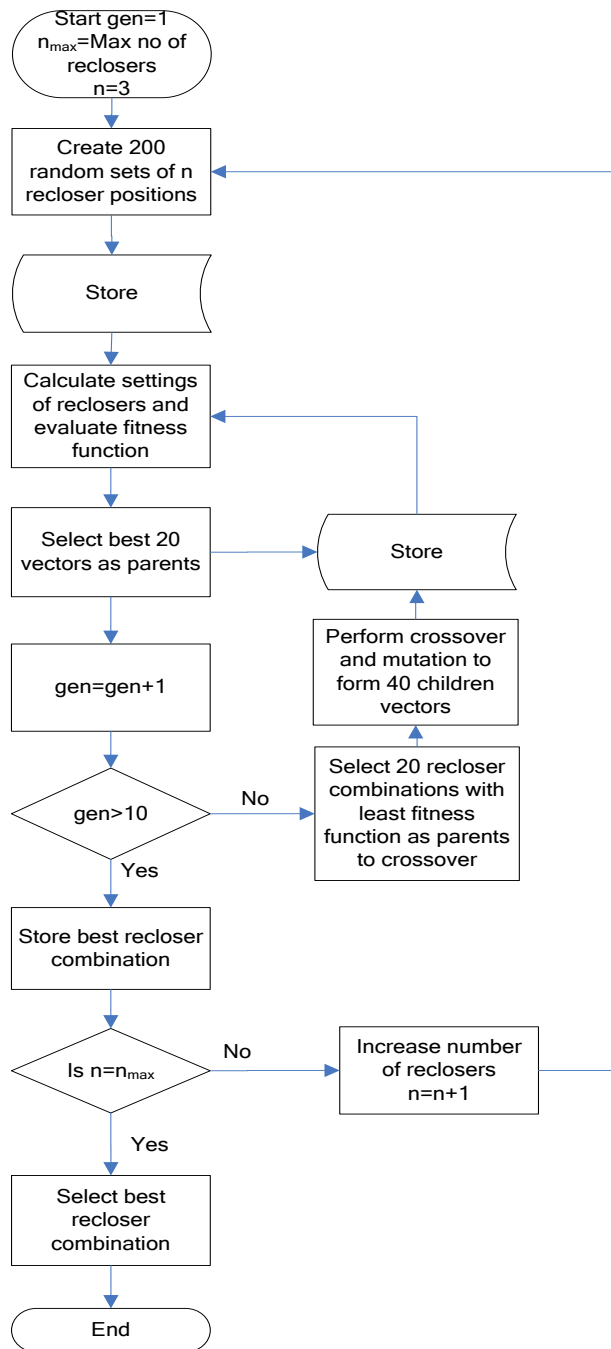 Start gen=1
nmax=Max no of
reclosers
n=3
Create 200
random sets of n
recloser positions
Store
Calculate settings
of reclosers and
evaluate fitness
function
Select best 20
vectors as parents
Store
gen=gen+1
Perform crossover
and mutation to
form 40 children
vectors
gen>10
No
Select 20 recloser
combinations with
least fitness
function as parents
to crossover
Yes
Store best recloser
combination
Is n=nmax
No
Increase number
of reclosers
n=n+1
Yes
Select best
recloser
combination
End